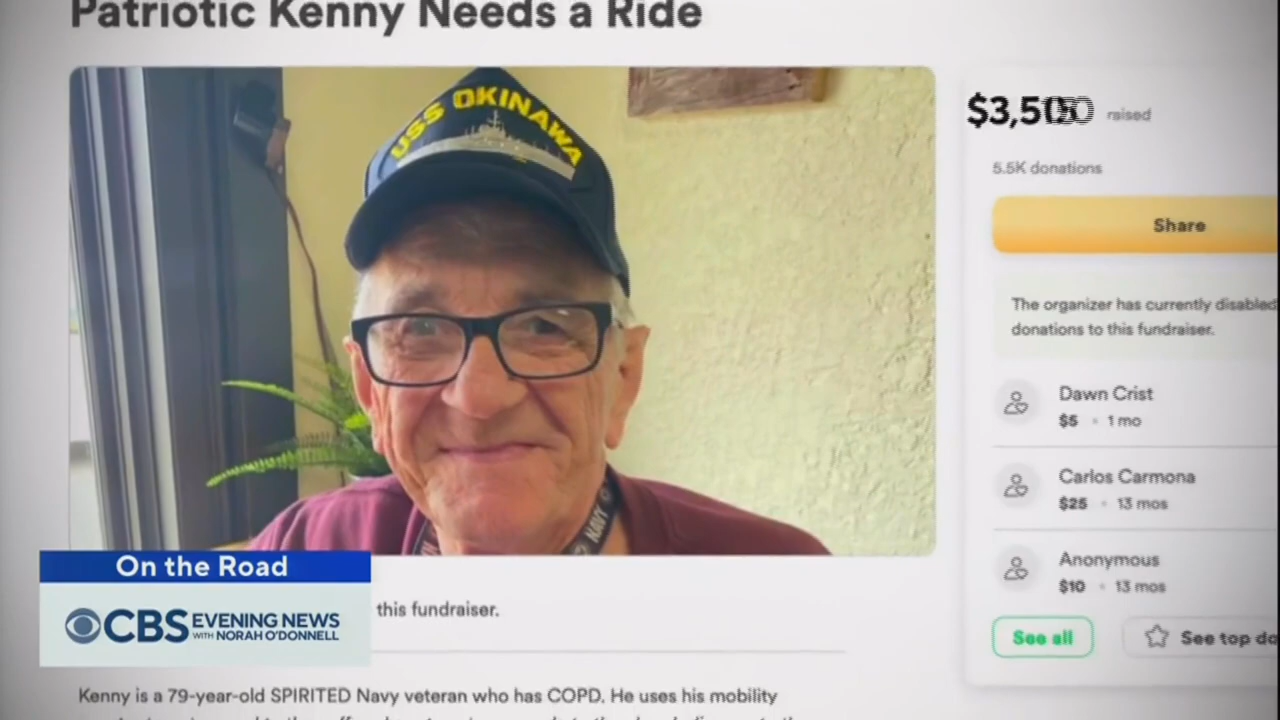 Patriotic Kenny Needs a Ride
USS OKINAWA
NAVY
raised
5.5K donations
Share
The organizer has currently disabled
donations to this fundraiser.
Dawn Crist
$5 • 1 mo
Carlos Carmona
$25 • 13 mos
Anonymous
$10 • 13 mos
See all
See top do
On the Road
CBS EVENING NEWS
WITH NORAH O'DONNELL
this fundraiser.
Kenny is a 79-year-old SPIRITED Navy veteran who has COPD. He uses his mobility